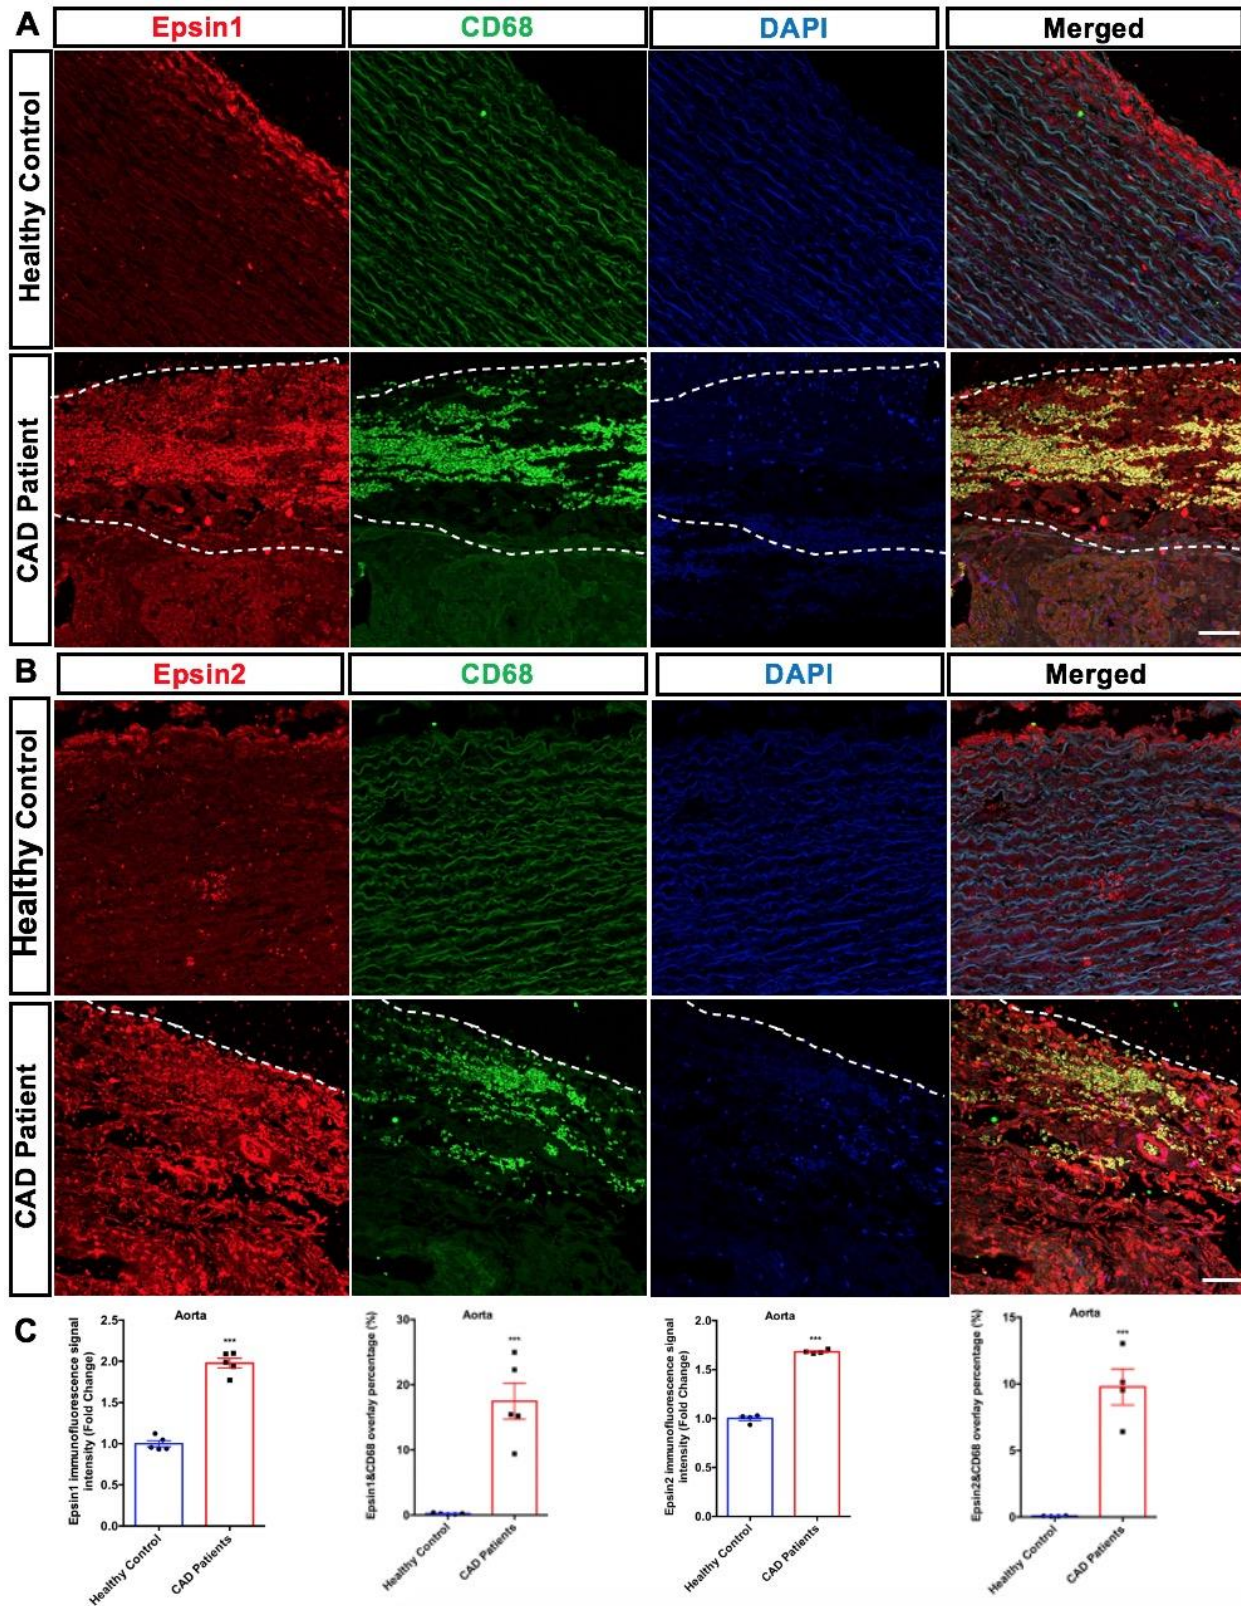 A
Epsin1
CD68
DAPI
Merged
Healthy Control
CAD Patient
B
Epsin2
CD68
DAPI
Merged
Healthy Control
CAD Patient
C
Aorta
Epsin1 immunofluorescence signal
intensity (Fold Change)
2.5
2.0
1.5
1.0
0.5
0.0
***
Healthy Control
CAD Patients
Aorta
Epsin1&CD68 overlay percentage (%)
30
20
10
0
***
Healthy Control
CAD Patients
Aorta
Epsin2 immunofluorescence signal
intensity (Fold Change)
2.0
1.5
1.0
0.5
0.0
***
Healthy Control
CAD Patients
Aorta
Epsin2&CD68 overlay percentage (%)
15
10
5
0
***
Healthy Control
CAD Patients